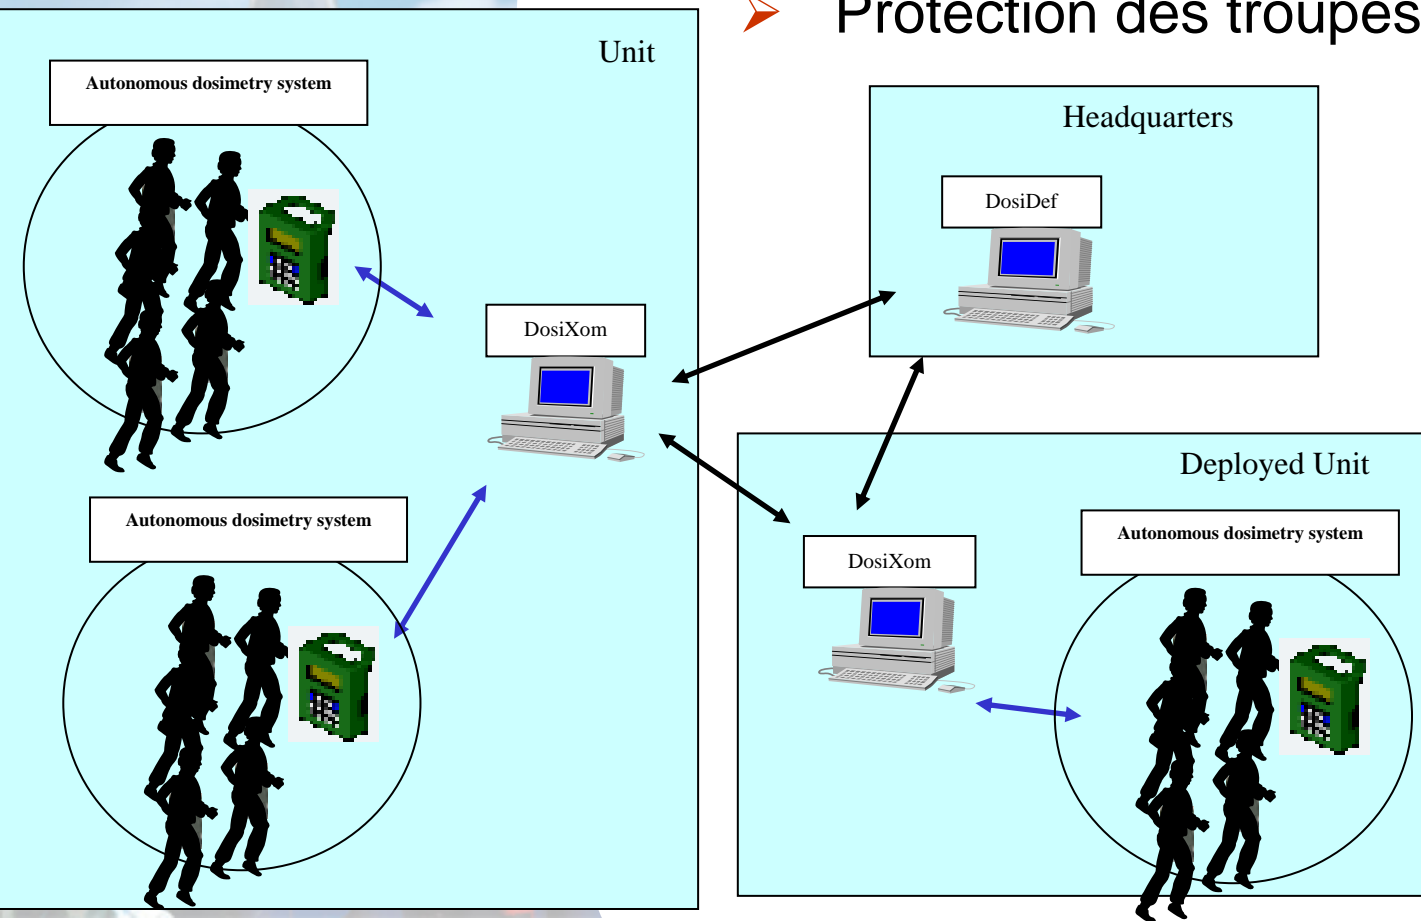 Protection des troupes
Unit
Autonomous dosimetry system
Headquarters
DosiDef
DosiXom
Deployed Unit
Autonomous dosimetry system
Autonomous dosimetry system
DosiXom